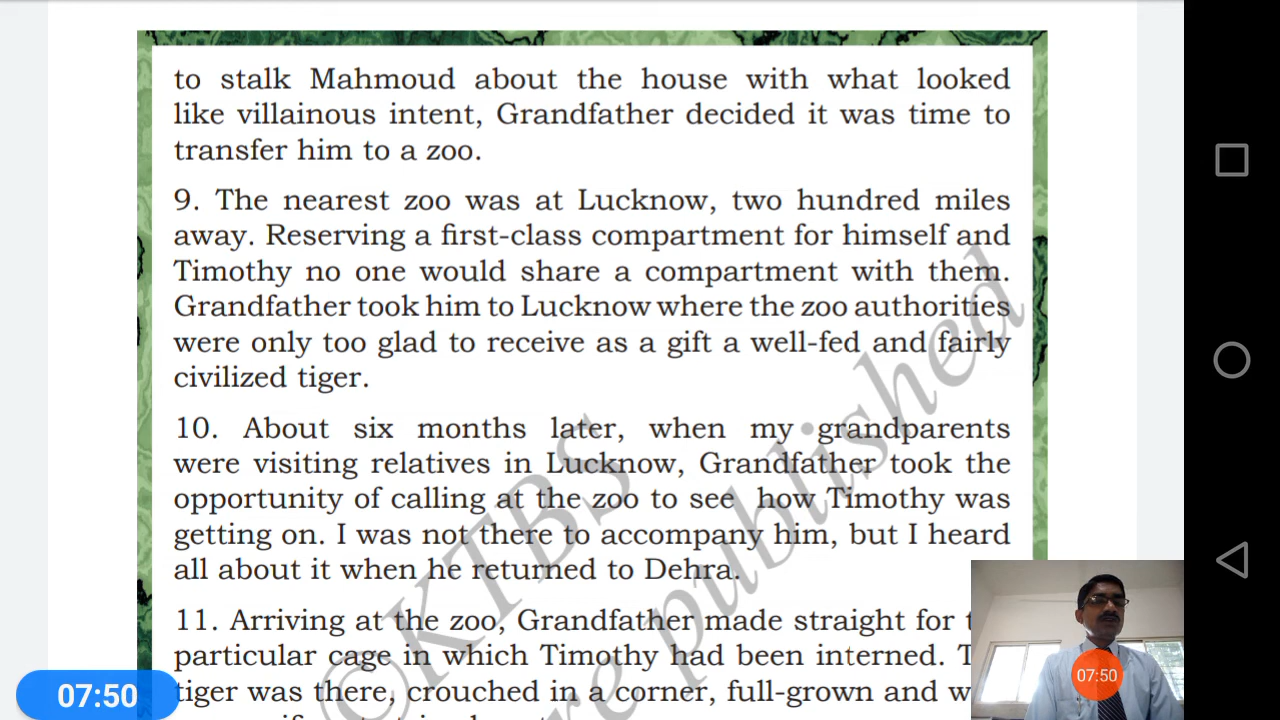 to stalk Mahmoud about the house with what looked
like villainous intent, Grandfather decided it was time to
transfer him to a zoo.
9. The nearest zoo was at Lucknow, two hundred miles
away. Reserving a first-class compartment for himself and
Timothy no one would share a compartment with them.
Grandfather took him to Lucknow where the zoo authorities
were only too glad to receive as a gift a well-fed and fairly
civilized tiger.
10. About six months later, when my grandparents
were visiting relatives in Lucknow, Grandfather took the
opportunity of calling at the zoo to see how Timothy was
getting on. I was not there to accompany him, but I heard
all about it when he returned to Dehra.
11. Arriving at the zoo, Grandfather made straight for
particular cage in which Timothy had been interned.
tiger was there, crouched in a corner, full-grown and
©KTBS
re published
07:50
07:50